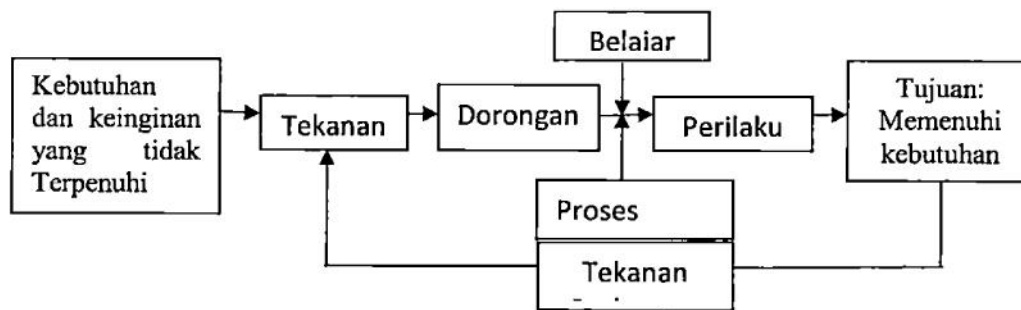 Belaiar
Kebutuhan
dan keinginan
yang tidak
Terpenuhi
Tekanan
Dorongan
Perilaku
Tujuan:
Memenuhi
kebutuhan
Proses
Tekanan